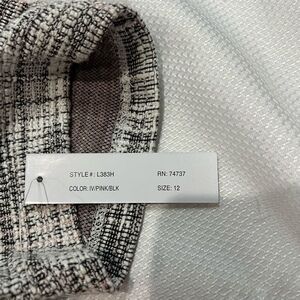 STYLE #: L383H RN: 74737
COLOR: IV/PINK/BLK SIZE: 12